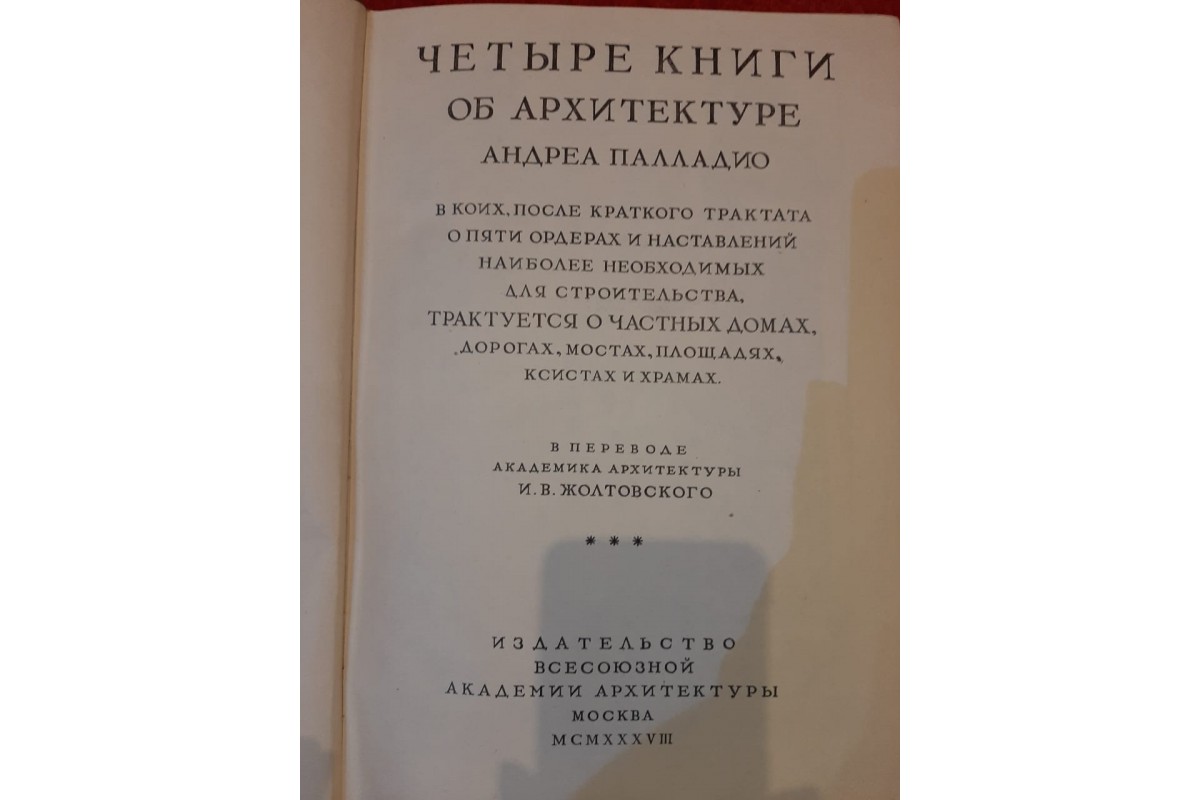 ЧЕТЫРЕ КНИГИ
ОБ АРХИТЕКТУРЕ
АНДРЕА ПАЛЛАДИО
В КОИХ, ПОСЛЕ КРАТКОГО ТРАКТАТА
О ПЯТИ ОРДЕРАХ И НАСТАВЛЕНИЙ
НАИБОЛЕЕ НЕОБХОДИМЫХ
ДЛЯ СТРОИТЕЛЬСТВА,
ТРАКТУЕТСЯ О ЧАСТНЫХ ДОМАХ,
ДОРОГАХ, МОСТАХ, ПЛОЩАДЯХ,
КСИСТАХ И ХРАМАХ.
В ПЕРЕВОДЕ
АКАДЕМИКА АРХИТЕКТУРЫ
И. В. ЖОЛТОВСКОГО
* * *
ИЗДАТЕЛЬСТВО
ВСЕСОЮЗНОЙ
АКАДЕМИИ АРХИТЕКТУРЫ
МОСКВА
MCMXXXVIII